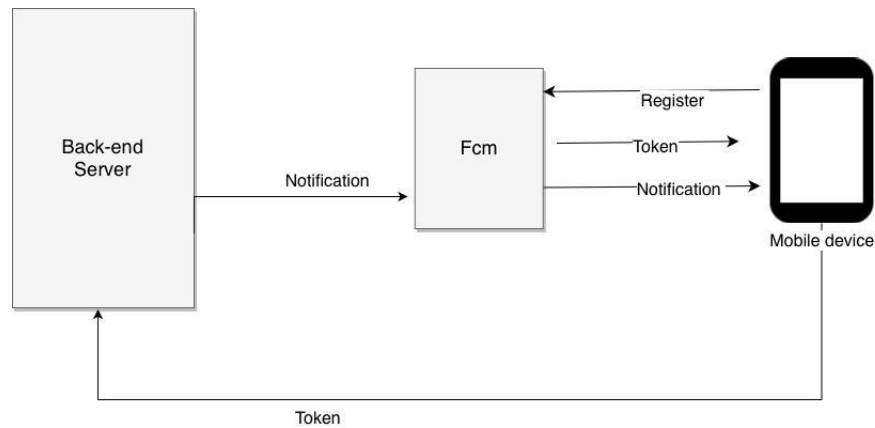 Back-end
Server
Notification
Fcm
Register
Token
Notification
Mobile device
Token